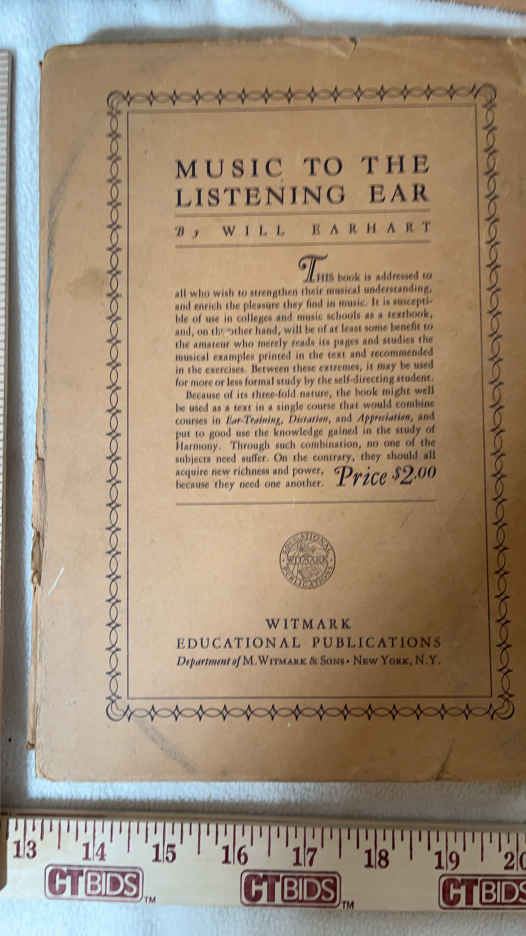 MUSIC TO THE
LISTENING EAR
By WILL EARHART
THIS book is addressed to
all who wish to strengthen their musical understanding,
and enrich the pleasure they find in music. It is suscepti-
ble of use in colleges and music schools as a textbook,
and, on the other hand, will be of at least some benefit to
the amateur who merely reads its pages and studies the
musical examples printed in the text and recommended
in the exercises. Between these extremes, it may be used
for more or less formal study by the self-directing student.
Because of its three-fold nature, the book might well
be used as a text in a single course that would combine
courses in Ear-Training, Dictation, and Appreciation, and
put to good use the knowledge gained in the study of
Harmony. Through such combination, no one of the
subjects need suffer. On the contrary, they should all
acquire new richness and power,
because they need one another. Price $2.00
EDUCATIONAL
WITMARK
PUBLICATIONS
WITMARK
EDUCATIONAL PUBLICATIONS
Department of M. WITMARK & SONS • NEW YORK, N.Y.
13 14 15 16 17 18 19 20
CTBIDS™ CTBIDS™ CTBIDS